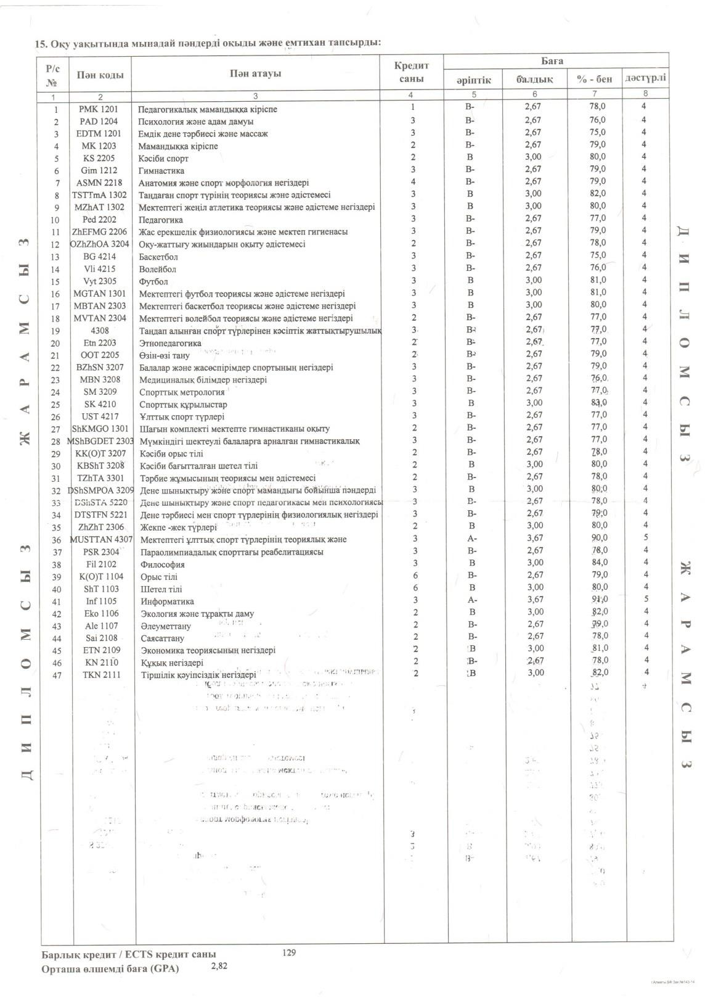 15. Оқу уақытында мынадай пәндерді оқыды және емтихан тапсырды:
Р/с № Пән коды Пән атауы Кредит саны Баға
әріптік балдық % - бен дәстүрлі
1 2 3 4 5 6 7 8
1 PMK 1201 Педагогикалық мамандыққа кіріспе 1 B- 2,67 78,0 4
2 PAD 1204 Психология және адам дамуы 3 B- 2,67 76,0 4
3 EDTM 1201 Емдік дене тәрбиесі және массаж 3 B- 2,67 75,0 4
4 MK 1203 Мамандыққа кіріспе 2 B- 2,67 79,0 4
5 KS 2205 Кәсіби спорт 2 B 3,00 80,0 4
6 Gim 1212 Гимнастика 3 B- 2,67 79,0 4
7 ASMN 2218 Анатомия және спорт морфология негіздері 4 B- 2,67 79,0 4
8 TSTTmA 1302 Таңдаған спорт түрінің теориясы және әдістемесі 3 B 3,00 82,0 4
9 MZhAT 1302 Мектептегі жеңіл атлетика теориясы және әдістеме негіздері 3 B 3,00 80,0 4
10 Ped 2202 Педагогика 3 B- 2,67 77,0 4
11 ZhEFMG 2206 Жас ерекшелік физиологиясы және мектеп гигиенасы 3 B- 2,67 79,0 4
12 OZhZhOA 3204 Оқу-жаттығу жиындарын оқыту әдістемесі 2 B- 2,67 78,0 4
13 BG 4214 Баскетбол 3 B- 2,67 75,0 4
14 Vli 4215 Волейбол 3 B- 2,67 76,0 4
15 Vyt 2305 Футбол 3 B 3,00 81,0 4
16 MGTAN 1301 Мектептегі футбол теориясы және әдістеме негіздері 3 B 3,00 81,0 4
17 MBTAN 2303 Мектептегі баскетбол теориясы және әдістеме негіздері 3 B 3,00 80,0 4
18 MVTAN 2304 Мектептегі волейбол теориясы және әдістеме негіздері 2 B- 2,67 77,0 4
19 4308 Таңдап алынған спорт түрлерінен кәсіптік жаттықтырушылық 3 B- 2,67 77,0 4
20 Etn 2203 Этнопедагогика 2 B- 2,67 77,0 4
21 OOT 2205 Өзін-өзі тану 2 B- 2,67 79,0 4
22 BZhSN 3207 Балалар және жасөспірімдер спортының негіздері 3 B- 2,67 79,0 4
23 MBN 3208 Медициналық білімдер негіздері 3 B- 2,67 76,0 4
24 SM 3209 Спорттық метрология 3 B- 2,67 77,0 4
25 SK 4210 Спорттық құрылыстар 3 B 3,00 83,0 4
26 UST 4217 Ұлттық спорт түрлері 3 B- 2,67 77,0 4
27 ShKMGO 1301 Шағын комплекті мектепте гимнастиканы оқыту 2 B- 2,67 77,0 4
28 MShBGDET 2303 Мүмкіндігі шектеулі балаларға арналған гимнастикалық 3 B- 2,67 77,0 4
29 KK(O)T 3207 Кәсіби орыс тілі 2 B- 2,67 78,0 4
30 KBShT 3208 Кәсіби бағытталған шетел тілі 2 B 3,00 80,0 4
31 TZhTA 3301 Тәрбие жұмысының теориясы мен әдістемесі 2 B- 2,67 78,0 4
32 DShSMPOA 3209 Дене шынықтыру және спорт мамандығы бойынша пәндерді 3 B 3,00 80,0 4
33 DShSTA 5220 Дене шынықтыру және спорт педагогикасы мен психологиясы 3 B- 2,67 78,0 4
34 DTSTFN 5221 Дене тәрбиесі мен спорт түрлерінің физиологиялық негіздері 3 B- 2,67 79,0 4
35 ZhZhT 2306 Жекпе -жек түрлері 2 B 3,00 80,0 4
36 MUSTTAN 4307 Мектептегі ұлттық спорт түрлерінің теориялық және 3 A- 3,67 90,0 5
37 PSR 2304 Параолимпиадалық спорттағы реабелитациясы 3 B- 2,67 78,0 4
38 Fil 2102 Философия 3 B 3,00 84,0 4
39 K(O)T 1104 Орыс тілі 6 B- 2,67 79,0 4
40 ShT 1103 Шетел тілі 6 B 3,00 80,0 4
41 Inf 1105 Информатика 3 A- 3,67 91,0 5
42 Eko 1106 Экология және тұрақты даму 2 B 3,00 82,0 4
43 Ale 1107 Әлеуметтану 2 B- 2,67 79,0 4
44 Sai 2108 Саясаттану 2 B- 2,67 78,0 4
45 ETN 2109 Экономика теориясының негіздері 2 B 3,00 81,0 4
46 KN 2110 Құқық негіздері 2 B- 2,67 78,0 4
47 TKN 2111 Тіршілік қәуіпсіздік негіздері 2 B 3,00 82,0 4
Барлық кредит / ECTS кредит саны 129
Орташа өлшемді баға (GPA) 2,82
ДИПЛОМСЫЗ ЖАРАМСЫЗ
ДИПЛОМСЫЗ ЖАРАМСЫЗ
г.Алматы БФ Зак №143-14